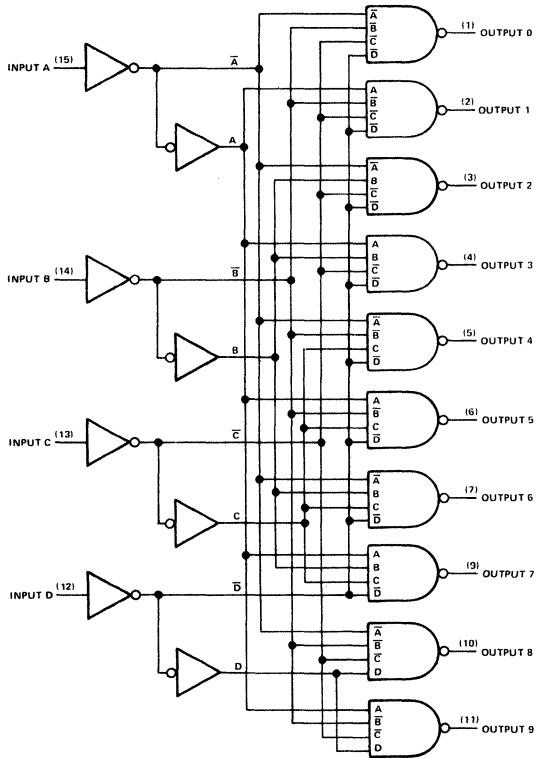 A̅
B̅
C̅
D̅
(1) OUTPUT 0
INPUT A (15)
A̅
A
B̅
C̅
D̅
(2) OUTPUT 1
A
A̅
B
C̅
D̅
(3) OUTPUT 2
A
B
C̅
D̅
(4) OUTPUT 3
INPUT B (14)
B̅
A̅
B̅
C
D̅
(5) OUTPUT 4
B
A
B̅
C
D̅
(6) OUTPUT 5
INPUT C (13)
C̅
A̅
B
C
D̅
(7) OUTPUT 6
C
A
B
C
D̅
(9) OUTPUT 7
INPUT D (12)
D̅
A̅
B̅
C̅
D
(10) OUTPUT 8
D
A
B̅
C̅
D
(11) OUTPUT 9